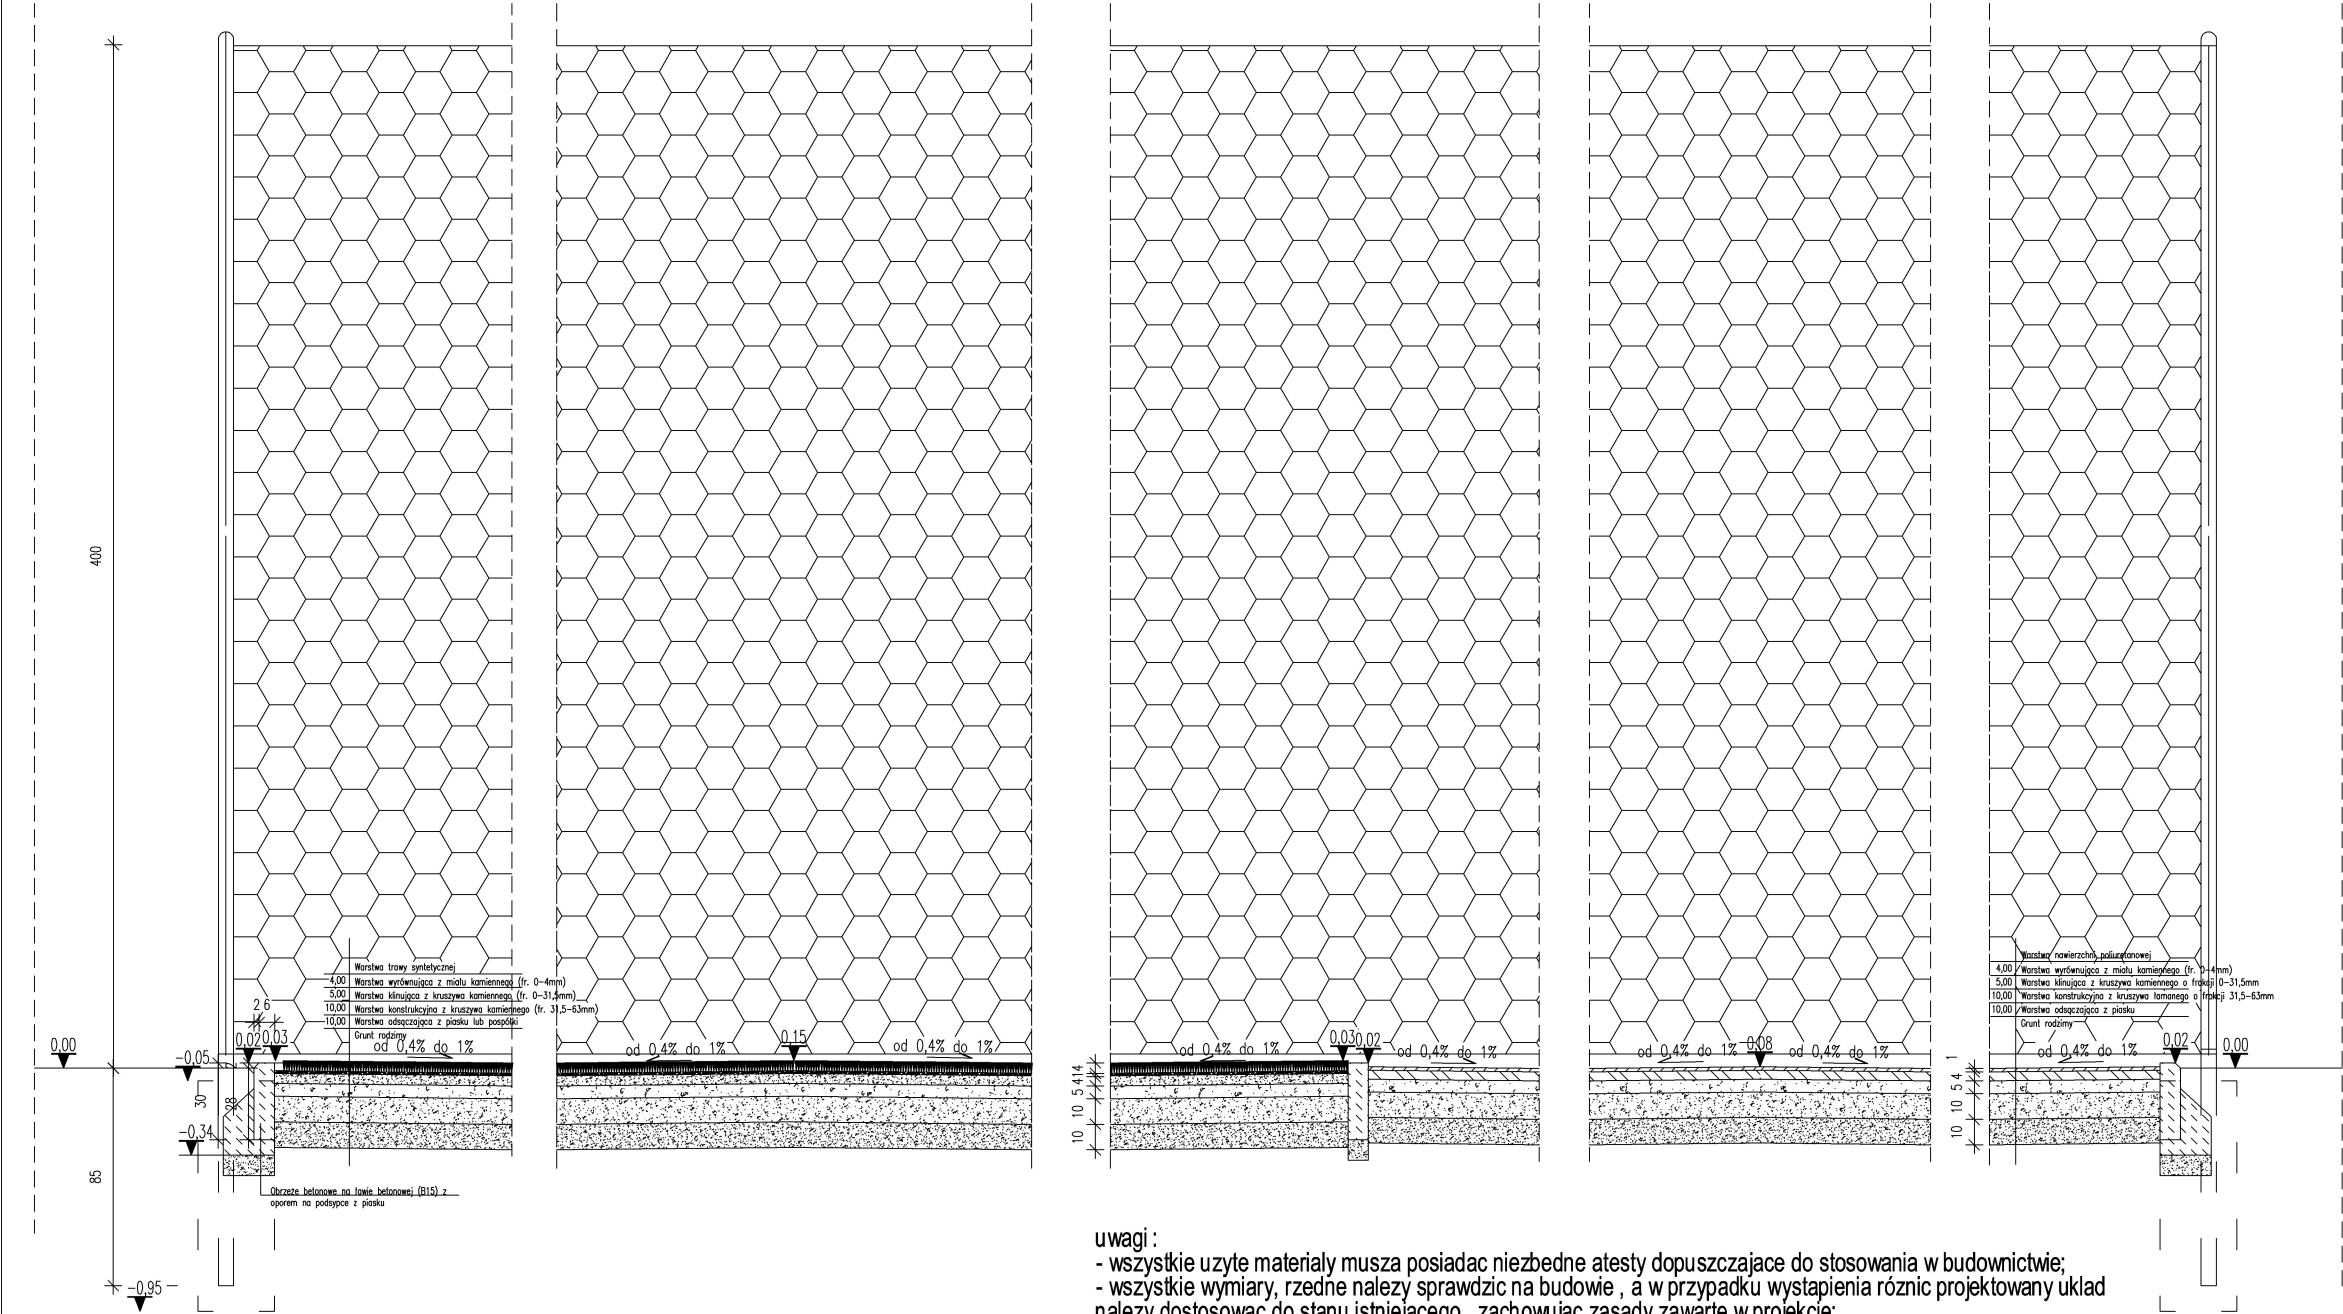 400
Warstwa trawy syntetycznej
4,00 Warstwa wyrównująca z miału kamiennego (fr. 0-4mm)
5,00 Warstwa klinująca z kruszywa kamiennego (fr. 0-31,5mm)
10,00 Warstwa konstrukcyjna z kruszywa kamiennego (fr. 31,5-63mm)
10,00 Warstwa odsączająca z piasku lub pospółki
Grunt rodzimy
Warstwa nawierzchni poliuretanowej
4,00 Warstwa wyrównująca z miału kamiennego (fr. 0-4mm)
5,00 Warstwa klinująca z kruszywa kamiennego o frakcji 0-31,5mm
10,00 Warstwa konstrukcyjna z kruszywa łamanego o frakcji 31,5-63mm
10,00 Warstwa odsączająca z piasku
Grunt rodzimy
2 6
0,00
-0,05
0,02
0,03
od 0,4% do 1%
od 0,4% do 1%
0,15
od 0,4% do 1%
od 0,4% do 1%
0,03
0,02
od 0,4% do 1%
od 0,4% do 1%
0,08
od 0,4% do 1%
od 0,4% do 1%
0,02
0,00
30
28
-0,34
10 10 5 4 1 4
10 10 5 4 1
85
Obrzeże betonowe na ławie betonowej (B15) z
oporem na podsypce z piasku
-0,95
uwagi :
- wszystkie uzyte materialy musza posiadac niezbedne atesty dopuszczajace do stosowania w budownictwie;
- wszystkie wymiary, rzedne nalezy sprawdzic na budowie , a w przypadku wystapienia róznic projektowany uklad
nalezy dostosowac do stanu istniejacego , zachowujac zasady zawarte w projekcie;